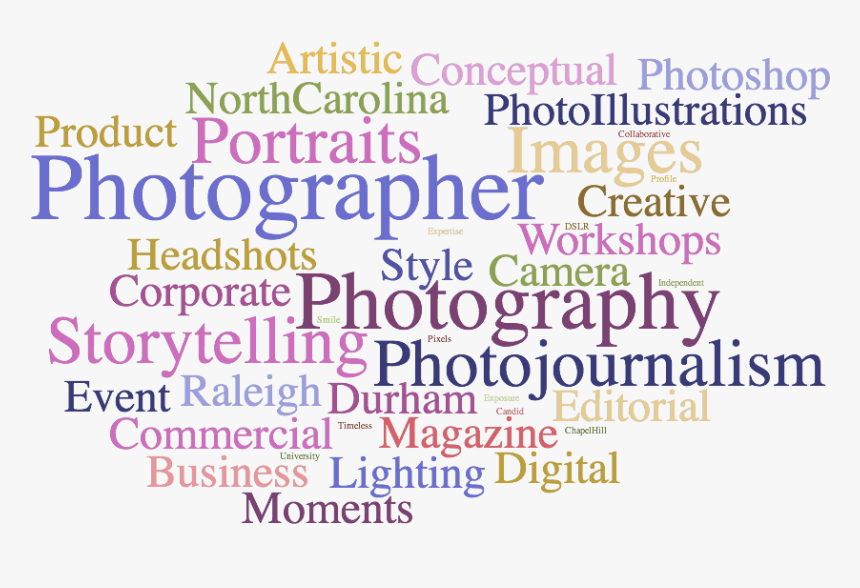 Artistic
Conceptual
Photoshop
NorthCarolina
PhotoIllustrations
Product
Portraits
Collaborative
Images
Profile
Photographer
Creative
Expertise
DSLR
Workshops
Headshots
Style
Camera
Corporate
Independent
Photography
Smile
Storytelling
Pixels
Photojournalism
Event
Raleigh
Durham
Exposure
Candid
Editorial
Commercial
Timeless
Magazine
ChapelHill
University
Business
Lighting
Digital
Moments